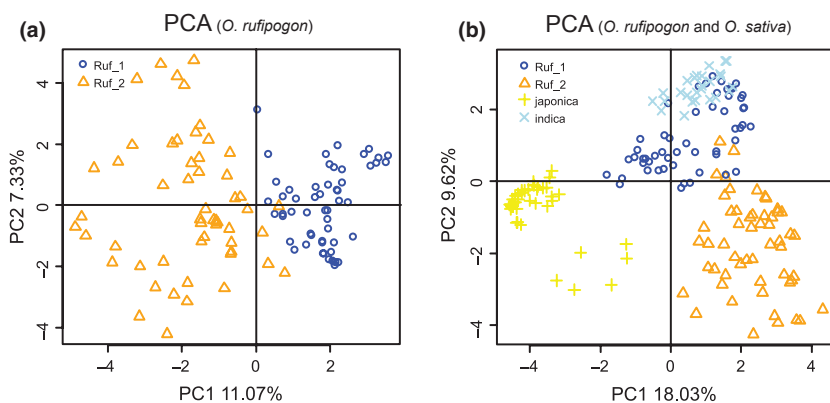 (a)
PCA (O. rufipogon)
Ruf_1
Ruf_2
4
2
0
−2
−4
PC2 7.33%
−4
−2
0
2
PC1 11.07%
(b)
PCA (O. rufipogon and O. sativa)
Ruf_1
Ruf_2
japonica
indica
2
0
−2
−4
PC2 9.62%
−4
−2
0
2
4
PC1 18.03%